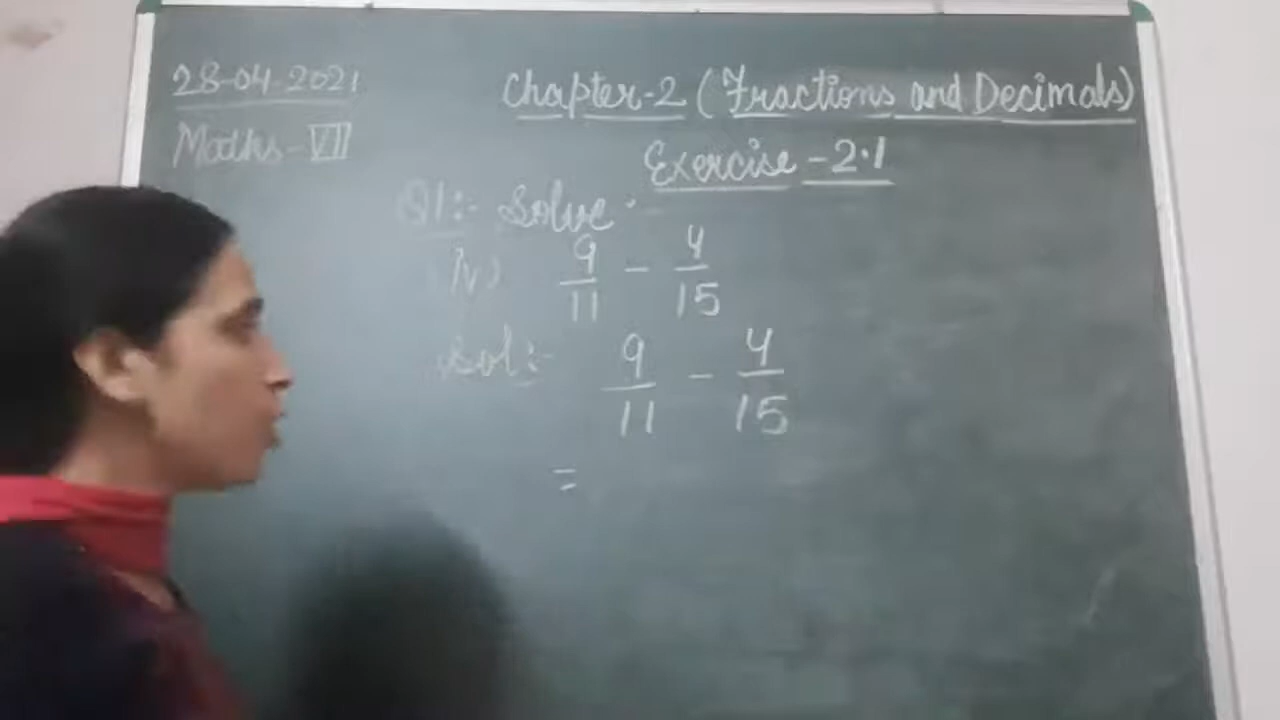 28-04-2021
Chapter-2 (Fractions and Decimals)
Maths-VII
Exercise-2.1
Q1:- Solve.
(iv) 9/11 - 4/15
Sol:- 9/11 - 4/15
=